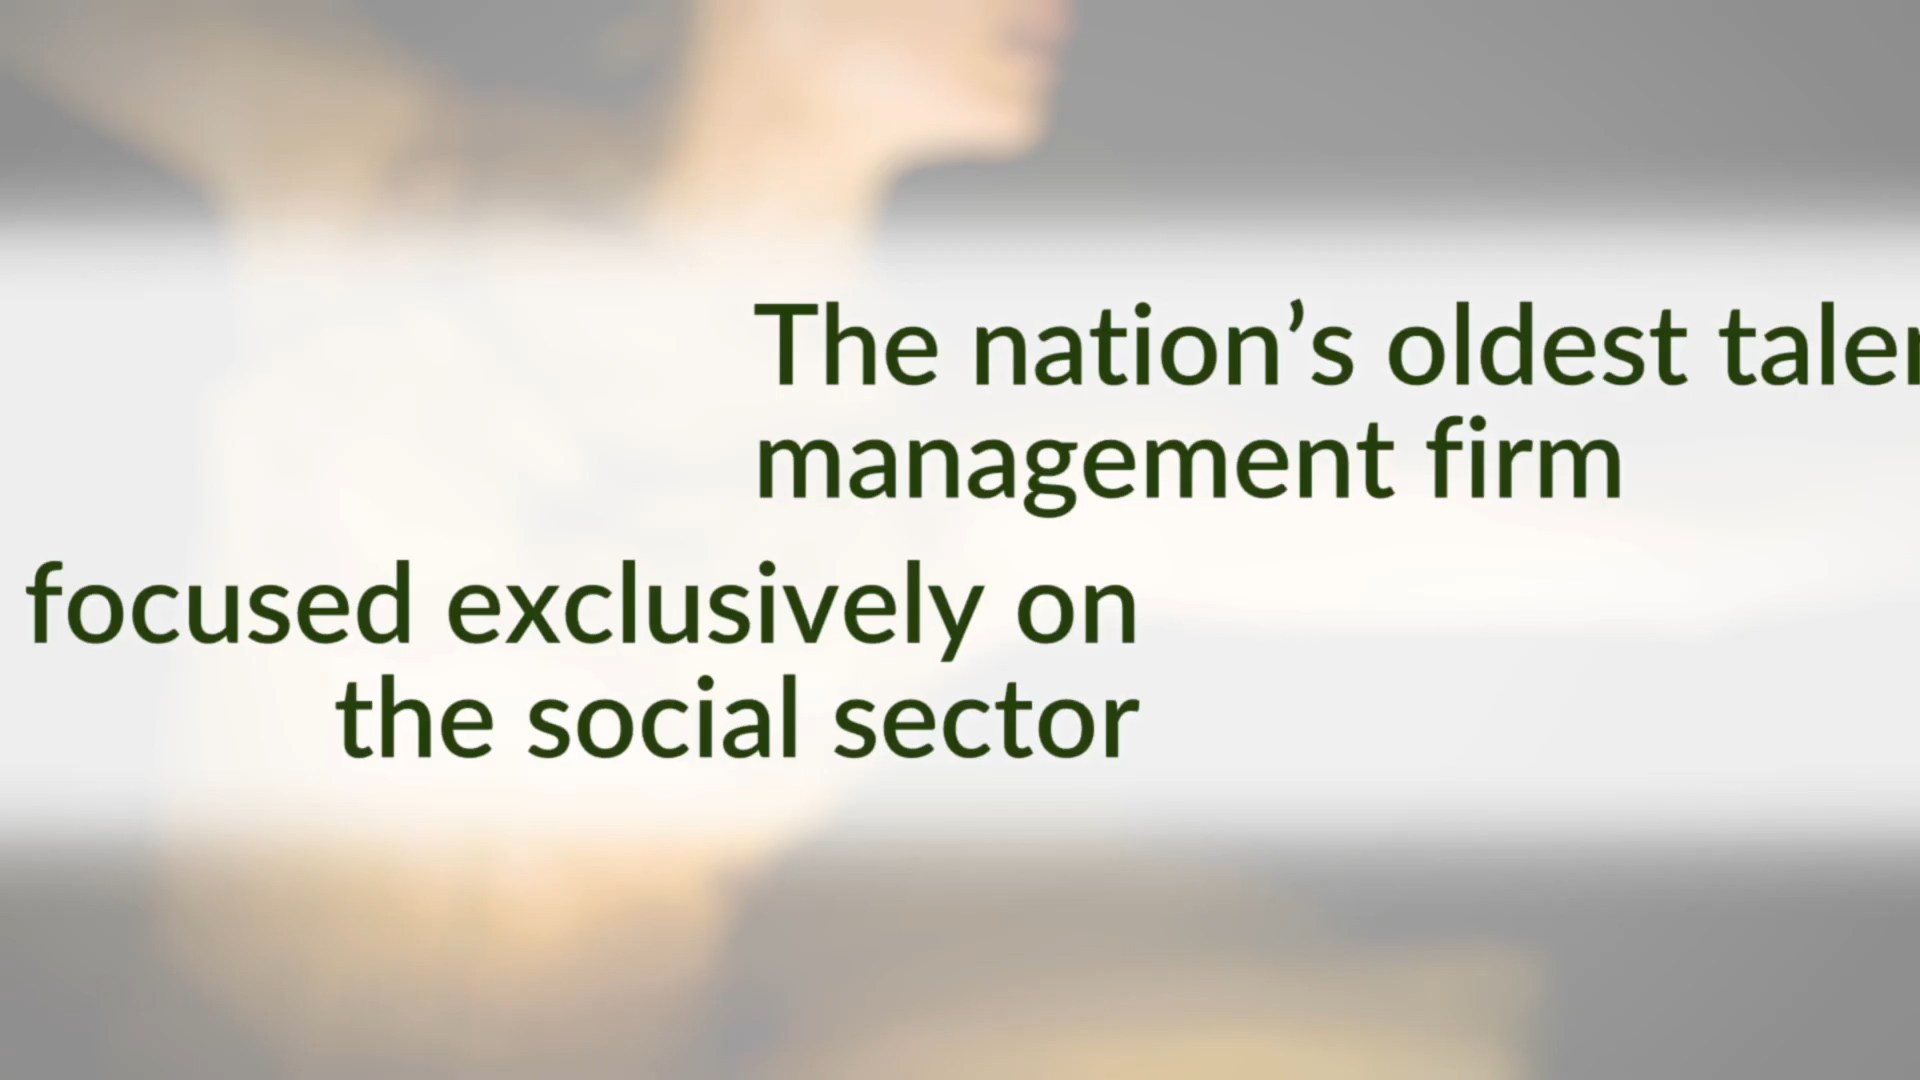 The nation’s oldest
management firm
focused exclusively on
the social sector